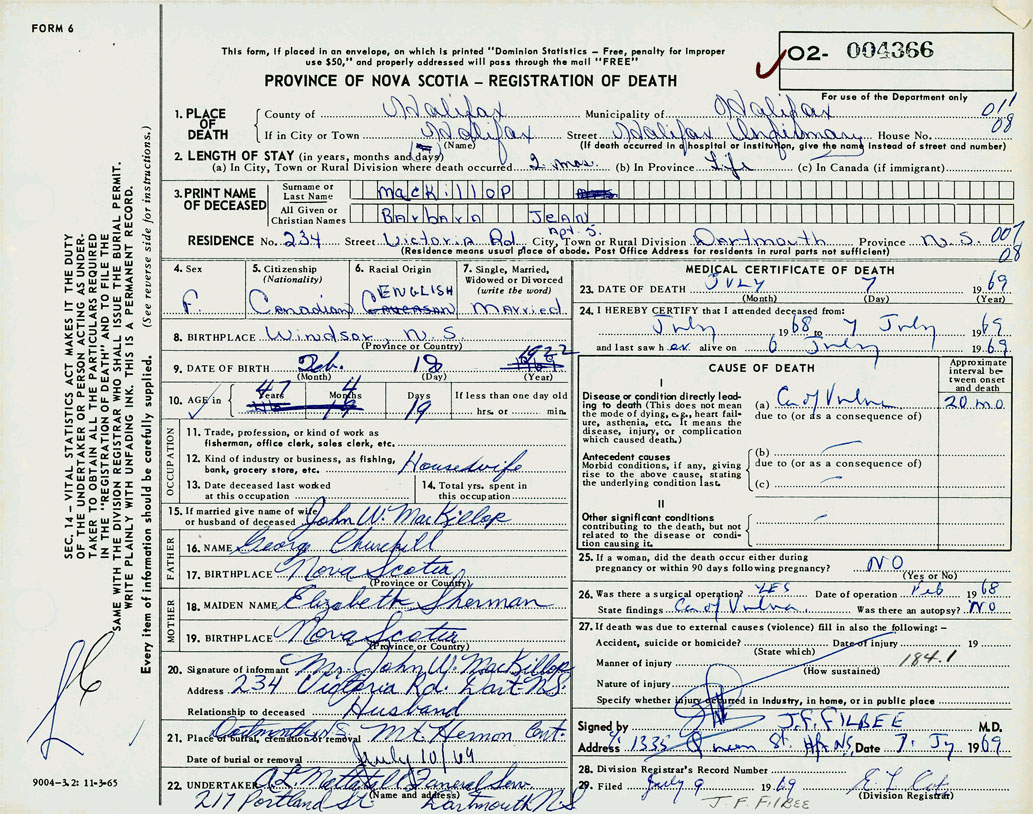 FORM 6
This form, if placed in an envelope, on which is printed "Dominion Statistics – Free, penalty for improper
use $50," and properly addressed will pass through the mail "FREE"
PROVINCE OF NOVA SCOTIA – REGISTRATION OF DEATH
O2- 004366
For use of the Department only
1. PLACE OF DEATH County of Halifax Municipality of Halifax 011
If in City or Town Halifax Street Halifax Infirmary House No. 08
(Name) (If death occurred in a hospital or institution, give the name instead of street and number)
2. LENGTH OF STAY (in years, months and days)
(a) In City, Town or Rural Division where death occurred 2 mos. (b) In Province Life (c) In Canada (if immigrant)
3. PRINT NAME OF DECEASED Surname or Last Name MacKillop
All Given or Christian Names Barbara Jean
Apt. 5.
RESIDENCE No. 234 Street Victoria Rd. City, Town or Rural Division Dartmouth Province N.S. 007
(Residence means usual place of abode. Post Office Address for residents in rural parts not sufficient) 08
4. Sex F.
5. Citizenship (Nationality) Canadian
6. Racial Origin ENGLISH
7. Single, Married, Widowed or Divorced (write the word) Married
8. BIRTHPLACE Windsor, N.S.
(Province or Country)
9. DATE OF BIRTH Feb. 18 1922
(Month) (Day) (Year)
10. AGE in 47 Years 4 Months 19 Days If less than one day old
hrs. or min.
OCCUPATION
11. Trade, profession, or kind of work as
fisherman, office clerk, sales clerk, etc.
12. Kind of industry or business, as fishing,
bank, grocery store, etc. Housewife
13. Date deceased last worked
at this occupation
14. Total yrs. spent in
this occupation
15. If married give name of wife
or husband of deceased John W. MacKillop
FATHER
16. NAME George Churchill
17. BIRTHPLACE Nova Scotia
(Province or Country)
MOTHER
18. MAIDEN NAME Elizabeth Sherman
19. BIRTHPLACE Nova Scotia
(Province or Country)
20. Signature of informant Mr. John W. MacKillop
Address 234 Victoria Rd. Dart. N.S.
Relationship to deceased Husband
21. Place of burial, cremation or removal Dartmouth N.S. Mt. Hermon Cemt.
Date of burial or removal July 10/69
22. UNDERTAKER Funeral Serv.
(Name and address)
217 Portland St. Dartmouth N.S
MEDICAL CERTIFICATE OF DEATH
23. DATE OF DEATH JULY 7 1969
(Month) (Day) (Year)
24. I HEREBY CERTIFY that I attended deceased from:
July 1968 to 7 July 1969
and last saw her alive on 6 July 1969
CAUSE OF DEATH
Approximate interval between onset and death
I
Disease or condition directly leading to death (This does not mean the mode of dying, e.g., heart failure, asthenia, etc. It means the disease, injury, or complication which caused death.)
(a) Ca of Vulva 20 mo
due to (or as a consequence of)
Antecedent causes
Morbid conditions, if any, giving rise to the above cause, stating the underlying condition last.
(b)
due to (or as a consequence of)
(c)
II
Other significant conditions
contributing to the death, but not related to the disease or condition causing it.
25. If a woman, did the death occur either during
pregnancy or within 90 days following pregnancy? NO
(Yes or No)
26. Was there a surgical operation? YES Date of operation Feb 1968
State findings Ca of Vulva Was there an autopsy? NO
27. If death was due to external causes (violence) fill in also the following: –
Accident, suicide or homicide? Date of injury 19
(State which)
Manner of injury 184.1
(How sustained)
Nature of injury
Specify whether injury occurred in industry, in home, or in public place
Signed by J.F. FILBEE M.D.
Address 1335 Queen St. Hfx NS, Date 7. Jy 1969
28. Division Registrar's Record Number
29. Filed July 9 1969
(Division Registrar)
J F FILBEE
SEC. 14 – VITAL STATISTICS ACT MAKES IT THE DUTY
OF THE UNDERTAKER OR PERSON ACTING AS UNDERTAKER
TO OBTAIN ALL THE PARTICULARS REQUIRED
IN THE "REGISTRATION OF DEATH" AND TO FILE THE
SAME WITH THE DIVISION REGISTRAR WHO SHALL ISSUE THE BURIAL PERMIT.
WRITE PLAINLY WITH UNFADING INK. THIS IS A PERMANENT RECORD.
Every item of information should be carefully supplied. (See reverse side for instructions.)
9004-3.2: 11-3-65